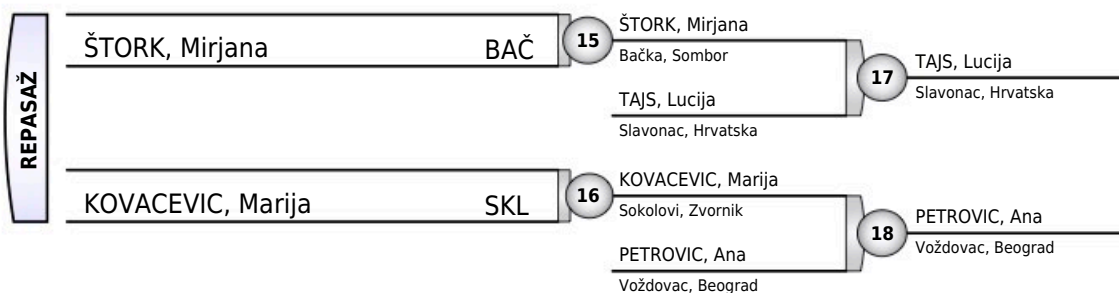 REPASAŽ
ŠTORK, Mirjana BAČ
15
ŠTORK, Mirjana
Bačka, Sombor
TAJS, Lucija
Slavonac, Hrvatska
17
TAJS, Lucija
Slavonac, Hrvatska
KOVACEVIC, Marija SKL
16
KOVACEVIC, Marija
Sokolovi, Zvornik
PETROVIC, Ana
Voždovac, Beograd
18
PETROVIC, Ana
Voždovac, Beograd